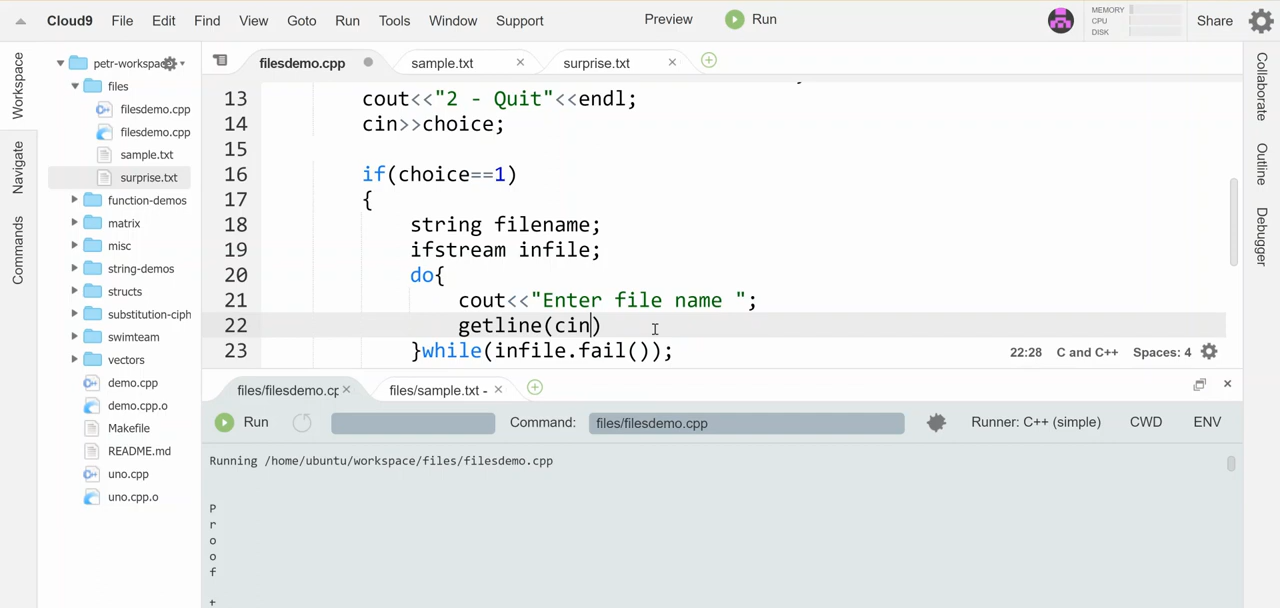 Cloud9 File Edit Find View Goto Run Tools Window Support Preview Run MEMORY CPU DISK Share
Workspace
Navigate
Commands
petr-workspac
files
filesdemo.cpp
filesdemo.cpp
sample.txt
surprise.txt
function-demos
matrix
misc
string-demos
structs
substitution-ciph
swimteam
vectors
demo.cpp
demo.cpp.o
Makefile
README.md
uno.cpp
uno.cpp.o
filesdemo.cpp sample.txt surprise.txt
13 cout<<"2 - Quit"<<endl;
14 cin>>choice;
15
16 if(choice==1)
17 {
18 string filename;
19 ifstream infile;
20 do{
21 cout<<"Enter file name ";
22 getline(cin)
23 }while(infile.fail());
22:28 C and C++ Spaces: 4
files/filesdemo.cp files/sample.txt -
Run Command: files/filesdemo.cpp Runner: C++ (simple) CWD ENV
Running /home/ubuntu/workspace/files/filesdemo.cpp
P
r
o
o
f
t
Collaborate
Outline
Debugger